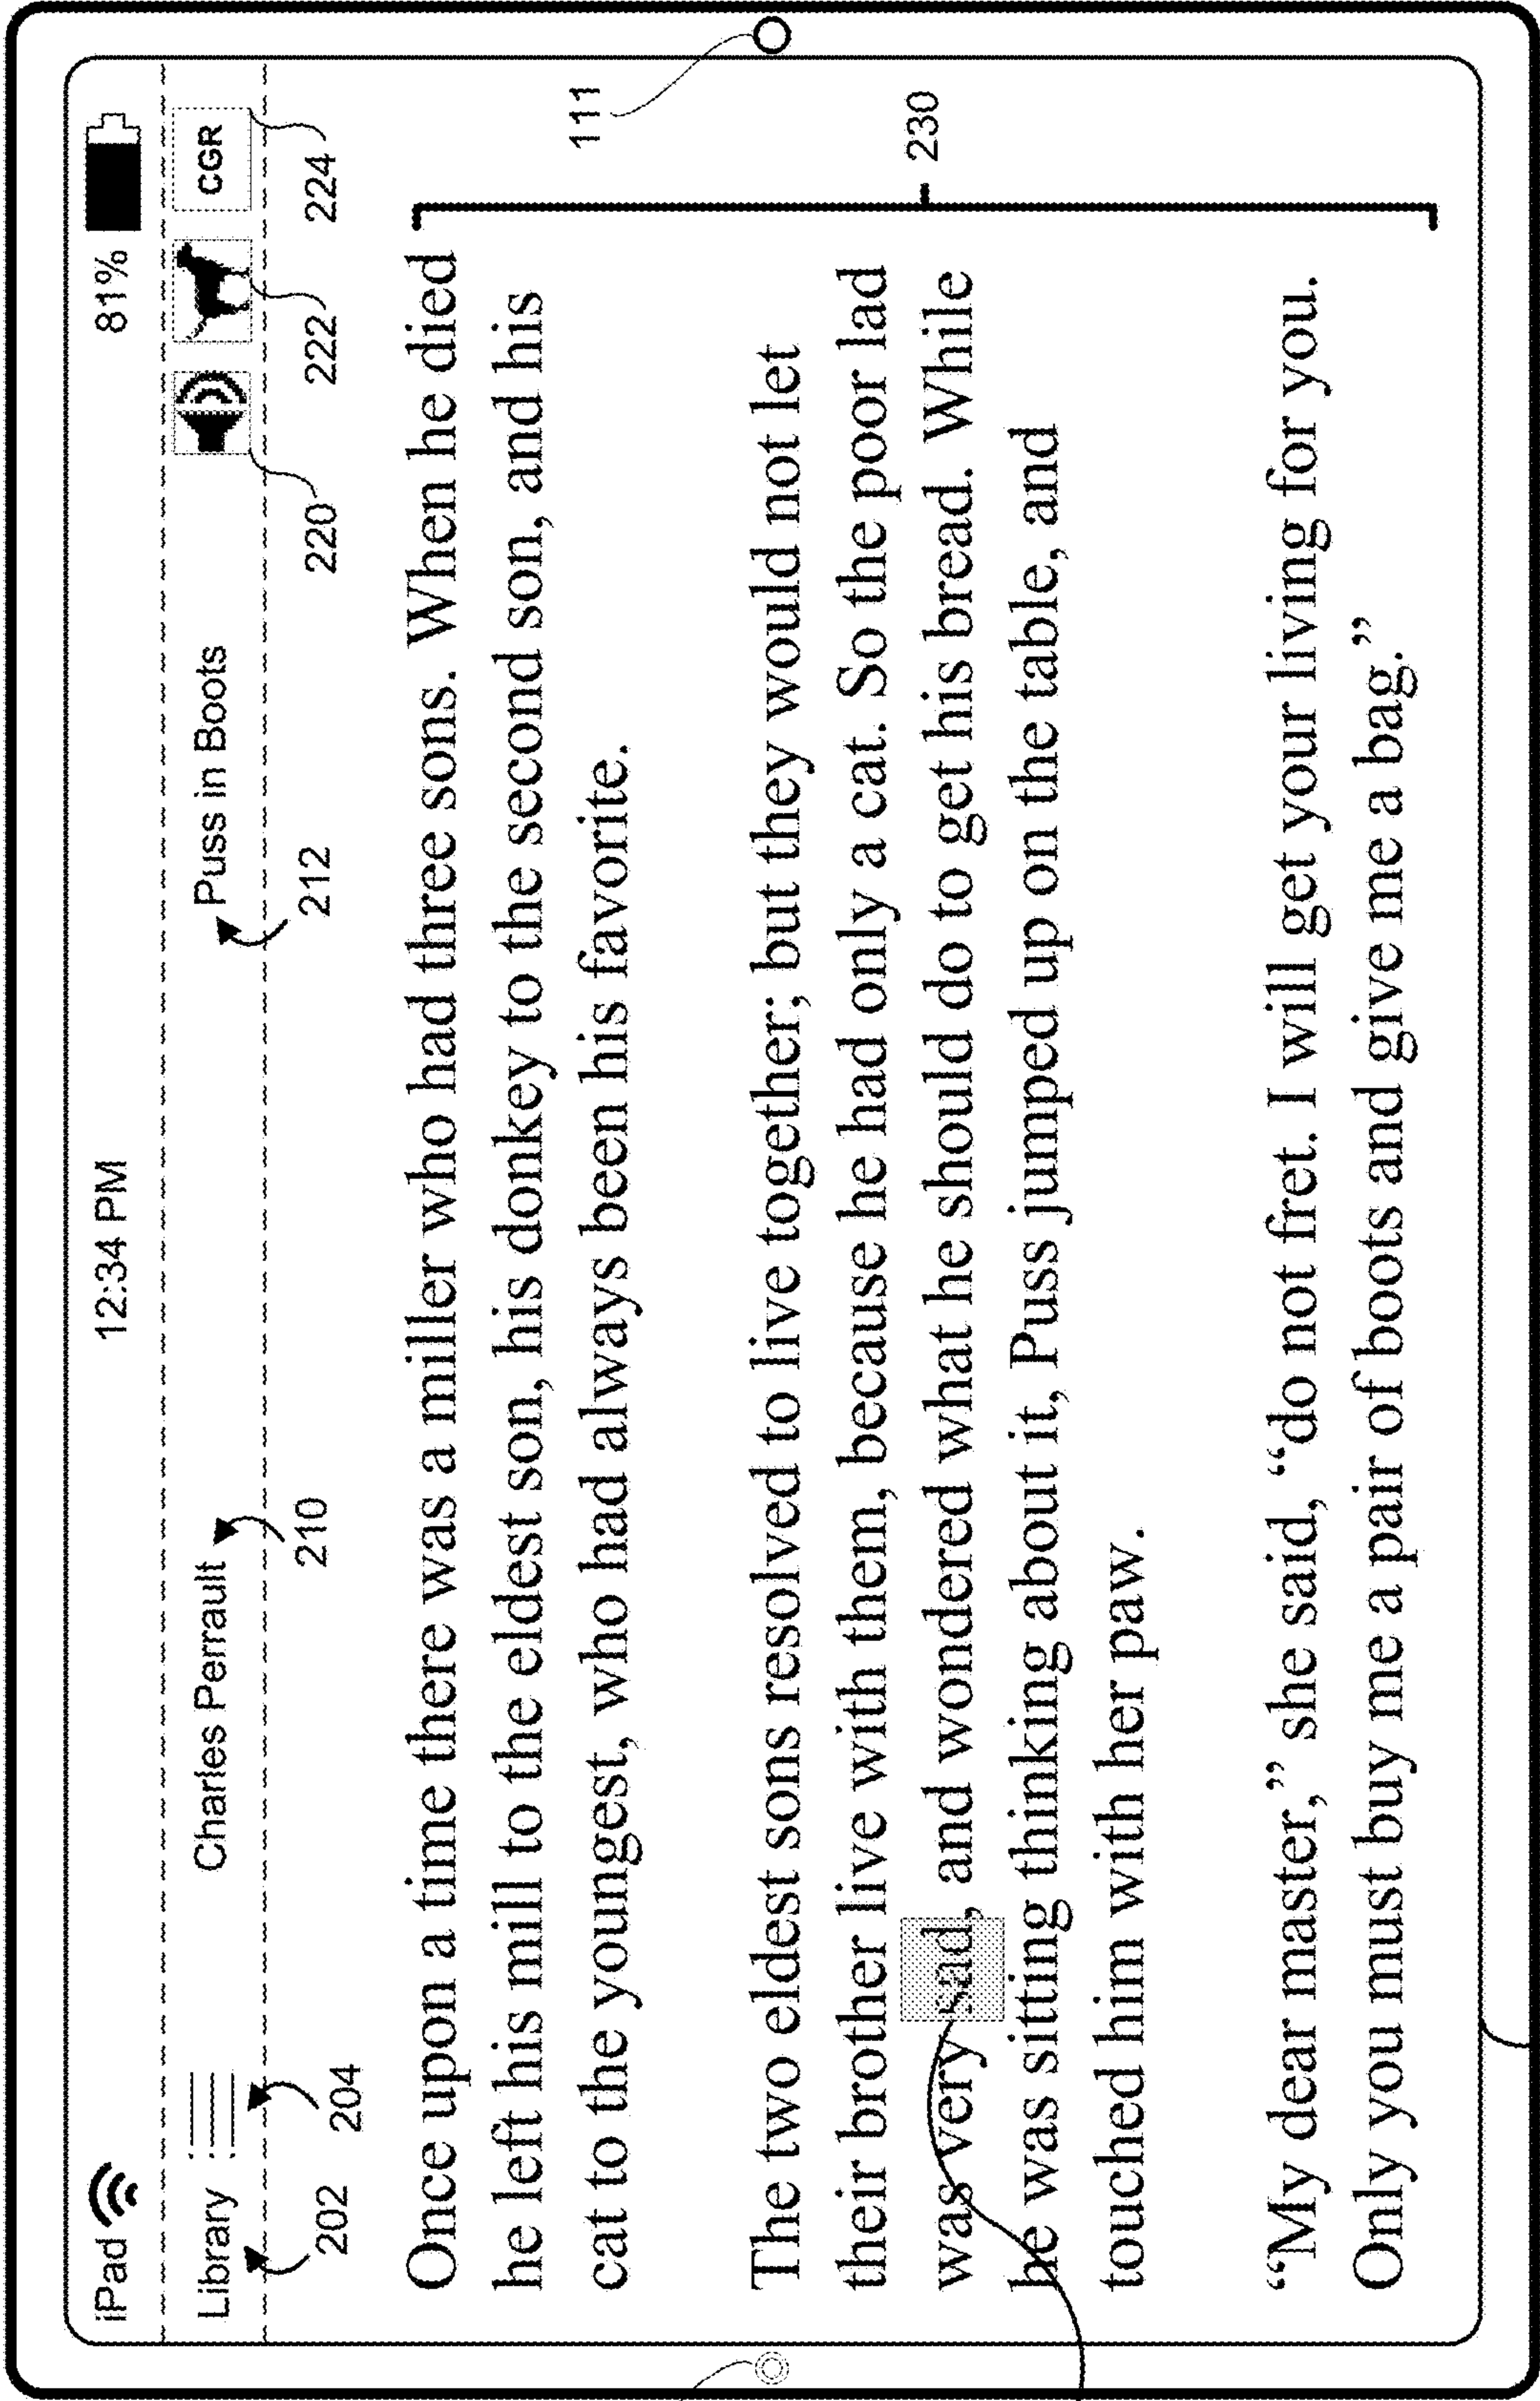 iPad 12:34 PM 81%
Library Charles Perrault Puss in Boots CGR
202 204 210 212 220 222 224
Once upon a time there was a miller who had three sons. When he died
he left his mill to the eldest son, his donkey to the second son, and his
cat to the youngest, who had always been his favorite.
111
The two eldest sons resolved to live together; but they would not let
their brother live with them, because he had only a cat. So the poor lad
was very sad, and wondered what he should do to get his bread. While
230
he was sitting thinking about it, Puss jumped up on the table, and
touched him with her paw.
“My dear master,” she said, “do not fret. I will get your living for you.
Only you must buy me a pair of boots and give me a bag.”